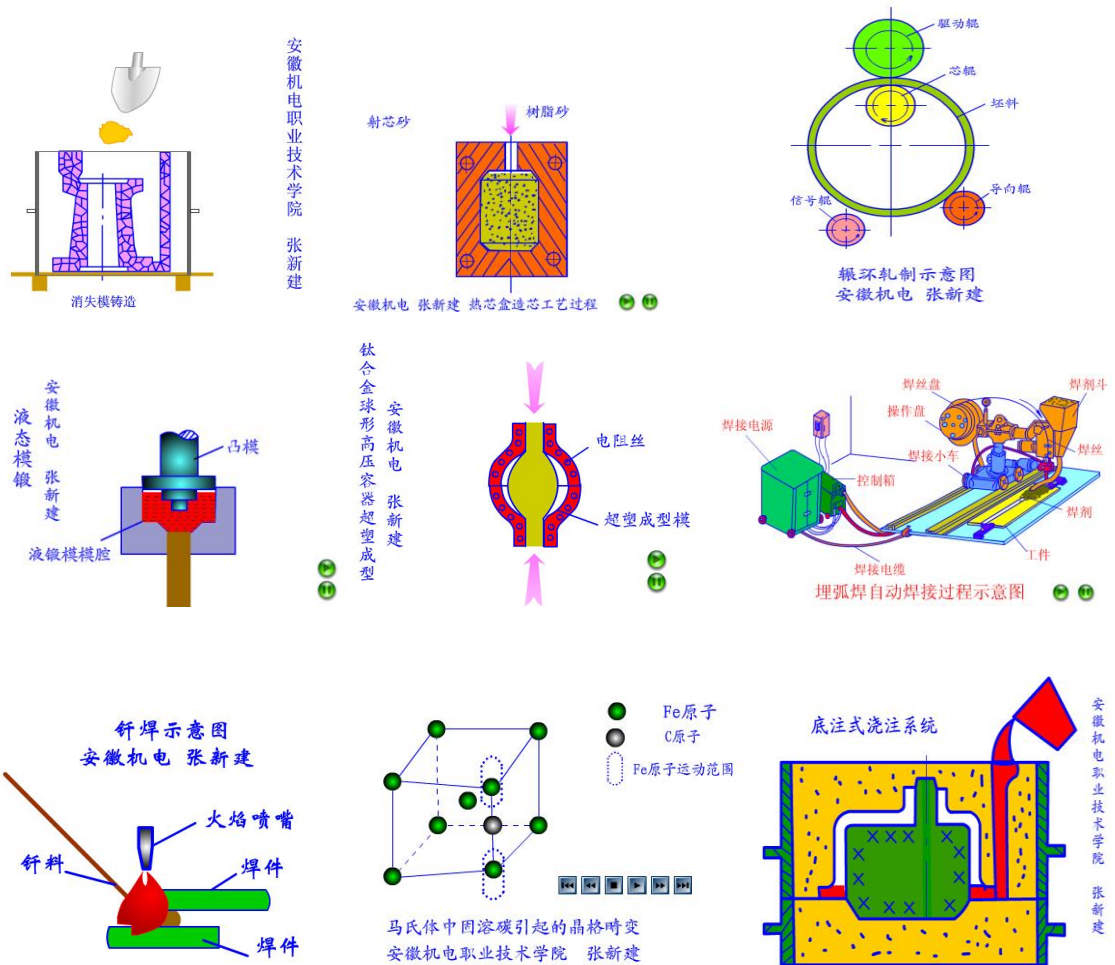 消失模铸造
安徽机电职业技术学院 张新建
射芯砂
树脂砂
安徽机电 张新建 热芯盒造芯工艺过程
驱动辊
芯辊
坯料
导向辊
信号辊
辗环轧制示意图
安徽机电 张新建
液态模锻
安徽机电 张新建
凸模
液锻模模腔
钛合金球形高压容器超塑成型
安徽机电 张新建
电阻丝
超塑成型模
焊丝盘
焊剂斗
操作盘
焊接电源
焊丝
焊接小车
控制箱
焊剂
工件
焊接电缆
埋弧焊自动焊接过程示意图
钎焊示意图
安徽机电 张新建
火焰喷嘴
钎料
焊件
焊件
Fe原子
C原子
Fe原子运动范围
马氏体中固溶碳引起的晶格畸变
安徽机电职业技术学院 张新建
底注式浇注系统
安徽机电职业技术学院 张新建